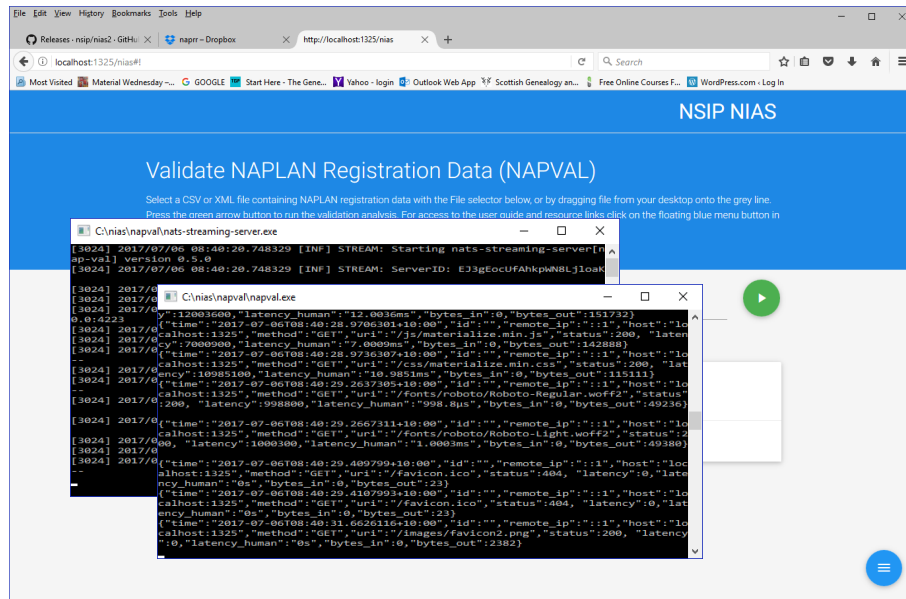 File Edit View History Bookmarks Tools Help
Releases · nsip/nias2 · GitHu
naprr – Dropbox
http://localhost:1325/nias
localhost:1325/nias#!
Search
Most Visited Material Wednesday –... GOOGLE Start Here - The Gene... Yahoo - login Outlook Web App Scottish Genealogy an... Free Online Courses F... WordPress.com ‹ Log In
NSIP NIAS
Validate NAPLAN Registration Data (NAPVAL)
Select a CSV or XML file containing NAPLAN registration data with the File selector below, or by dragging file from your desktop onto the grey line.
Press the green arrow button to run the validation analysis. For access to the user guide and resource links click on the floating blue menu button in
C:\nias\napval\nats-streaming-server.exe
[3024] 2017/07/06 08:40:20.748329 [INF] STREAM: Starting nats-streaming-server[n
ap-val] version 0.5.0
[3024] 2017/07/06 08:40:20.748329 [INF] STREAM: ServerID: EJ3gEocUfAhkpWN8Ljloak
[3024] 2017/0
[3024] 2017/0
[3024] 2017/0
0.0:4223
[3024] 2017/0
[3024] 2017/0
[3024] 2017/0
--
[3024] 2017/0
[3024] 2017/0
--
[3024] 2017/0
[3024] 2017/0
[3024] 2017/0
[3024] 2017/0
[3024] 2017/0
--
C:\nias\napval\napval.exe
y":12003600,"latency_human":"12.0036ms","bytes_in":0,"bytes_out":151732}
{"time":"2017-07-06T08:40:28.9706301+10:00","id":"","remote_ip":"::1","host":"lo
calhost:1325","method":"GET","uri":"/js/materialize.min.js","status":200, "laten
cy":7000900,"latency_human":"7.0009ms","bytes_in":0,"bytes_out":142888}
{"time":"2017-07-06T08:40:28.9736307+10:00","id":"","remote_ip":"::1","host":"lo
calhost:1325","method":"GET","uri":"/css/materialize.min.css","status":200, "lat
ency":10985100,"latency_human":"10.9851ms","bytes_in":0,"bytes_out":115111}
{"time":"2017-07-06T08:40:29.2637305+10:00","id":"","remote_ip":"::1","host":"lo
calhost:1325","method":"GET","uri":"/fonts/roboto/Roboto-Regular.woff2","status"
:200, "latency":998800,"latency_human":"998.8µs","bytes_in":0,"bytes_out":49236}
{"time":"2017-07-06T08:40:29.2667311+10:00","id":"","remote_ip":"::1","host":"lo
calhost:1325","method":"GET","uri":"/fonts/roboto/Roboto-Light.woff2","status":2
00, "latency":1000300,"latency_human":"1.0003ms","bytes_in":0,"bytes_out":49380}
{"time":"2017-07-06T08:40:29.409799+10:00","id":"","remote_ip":"::1","host":"loc
alhost:1325","method":"GET","uri":"/favicon.ico","status":404, "latency":0,"late
ncy_human":"0s","bytes_in":0,"bytes_out":23}
{"time":"2017-07-06T08:40:29.4107993+10:00","id":"","remote_ip":"::1","host":"lo
calhost:1325","method":"GET","uri":"/favicon.ico","status":404, "latency":0,"lat
ency_human":"0s","bytes_in":0,"bytes_out":23}
{"time":"2017-07-06T08:40:31.6626116+10:00","id":"","remote_ip":"::1","host":"lo
calhost:1325","method":"GET","uri":"/images/favicon2.png","status":200, "latency
":0,"latency_human":"0s","bytes_in":0,"bytes_out":2382}